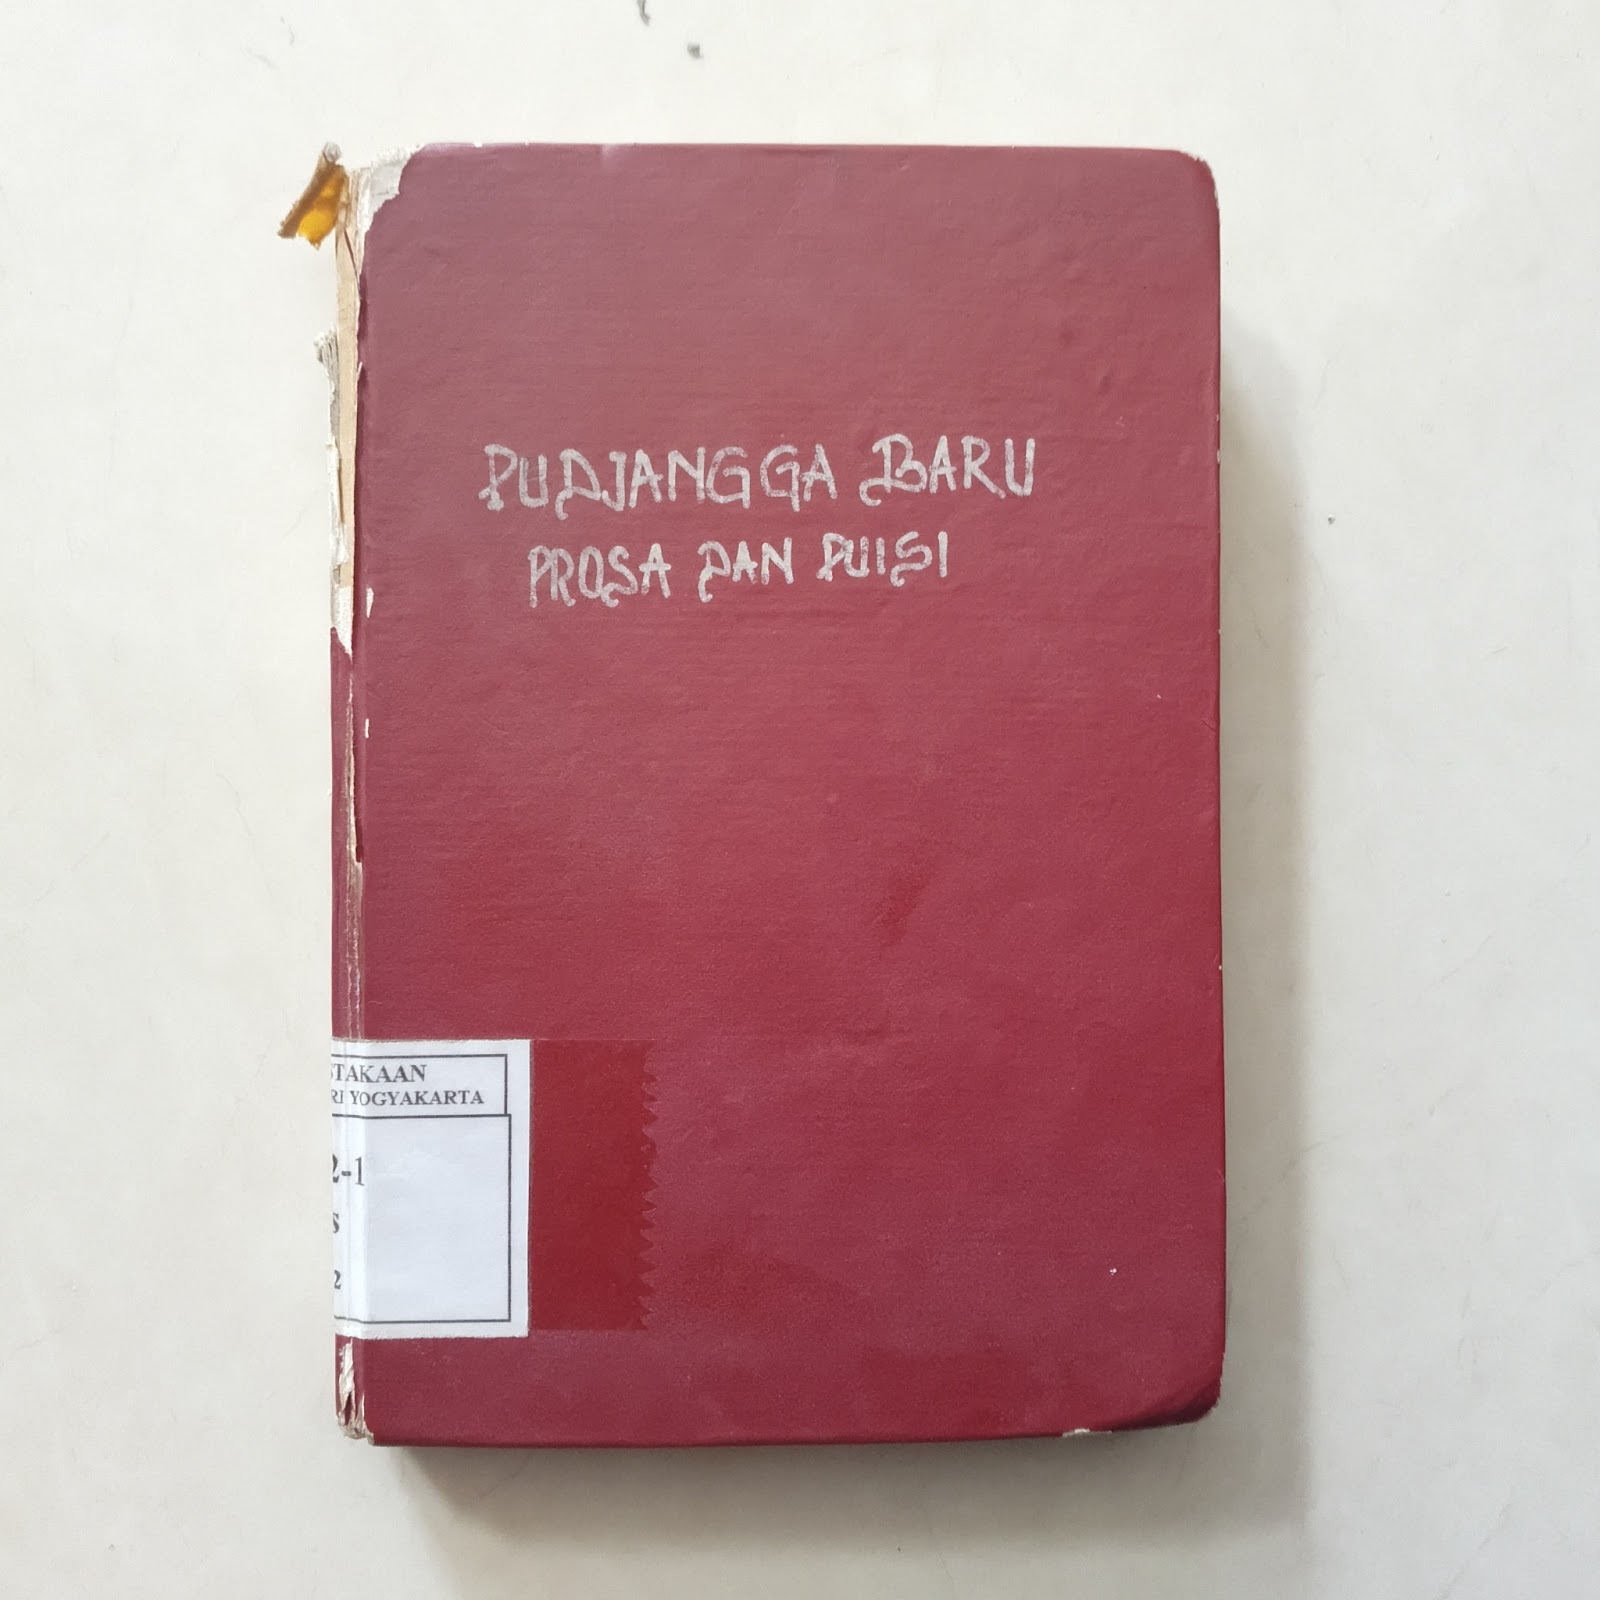 PUDJANGGA BARU
PROSA DAN PUISI
STAKAAN
RI YOGYAKARTA
2-1
S
2